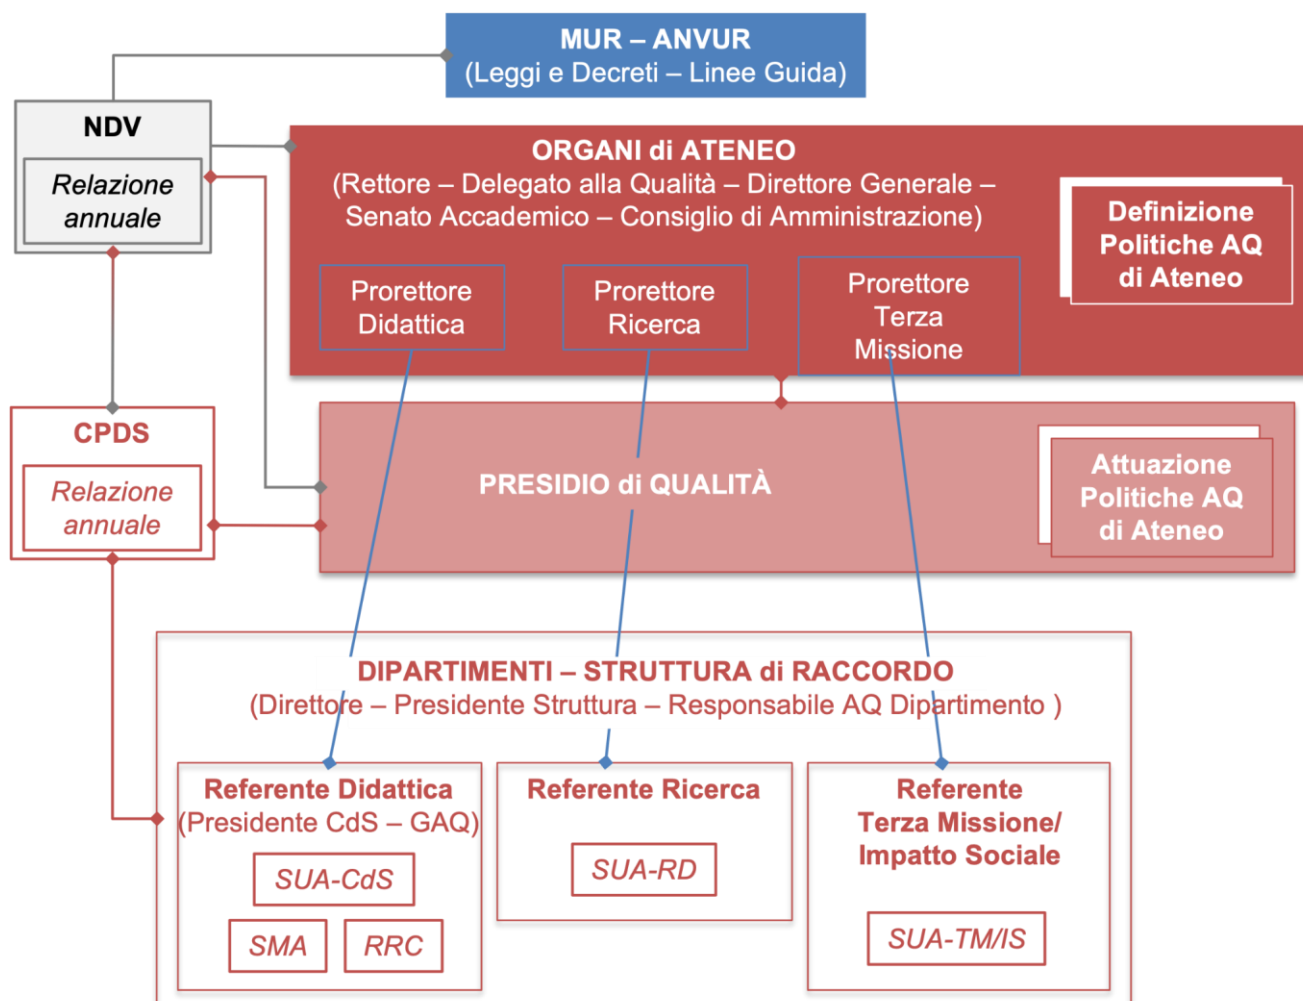 MUR – ANVUR
(Leggi e Decreti – Linee Guida)
NDV
Relazione
annuale
ORGANI di ATENEO
(Rettore – Delegato alla Qualità – Direttore Generale –
Senato Accademico – Consiglio di Amministrazione)
Definizione
Politiche AQ
di Ateneo
Prorettore
Didattica
Prorettore
Ricerca
Prorettore
Terza
Missione
CPDS
Relazione
annuale
PRESIDIO di QUALITÀ
Attuazione
Politiche AQ
di Ateneo
DIPARTIMENTI – STRUTTURA di RACCORDO
(Direttore – Presidente Struttura – Responsabile AQ Dipartimento )
Referente Didattica
(Presidente CdS – GAQ)
SUA-CdS
SMA
RRC
Referente Ricerca
SUA-RD
Referente
Terza Missione/
Impatto Sociale
SUA-TM/IS